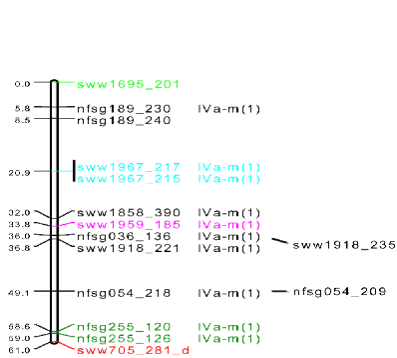 0.0 sww1695_201
5.8 nfsg189_230 IVa-m(1)
8.5 nfsg189_240
sww1967_217 IVa-m(1)
20.9
sww1967_215 IVa-m(1)
32.0 sww1858_390 IVa-m(1)
33.8 sww1959_185 IVa-m(1)
36.0 nfsg036_136 IVa-m(1)
36.8 sww1918_221 IVa-m(1) sww1918_235
49.1 nfsg054_218 IVa-m(1) nfsg054_209
58.6 nfsg255_120 IVa-m(1)
59.0 nfsg255_126 IVa-m(1)
61.0 sww705_281_d